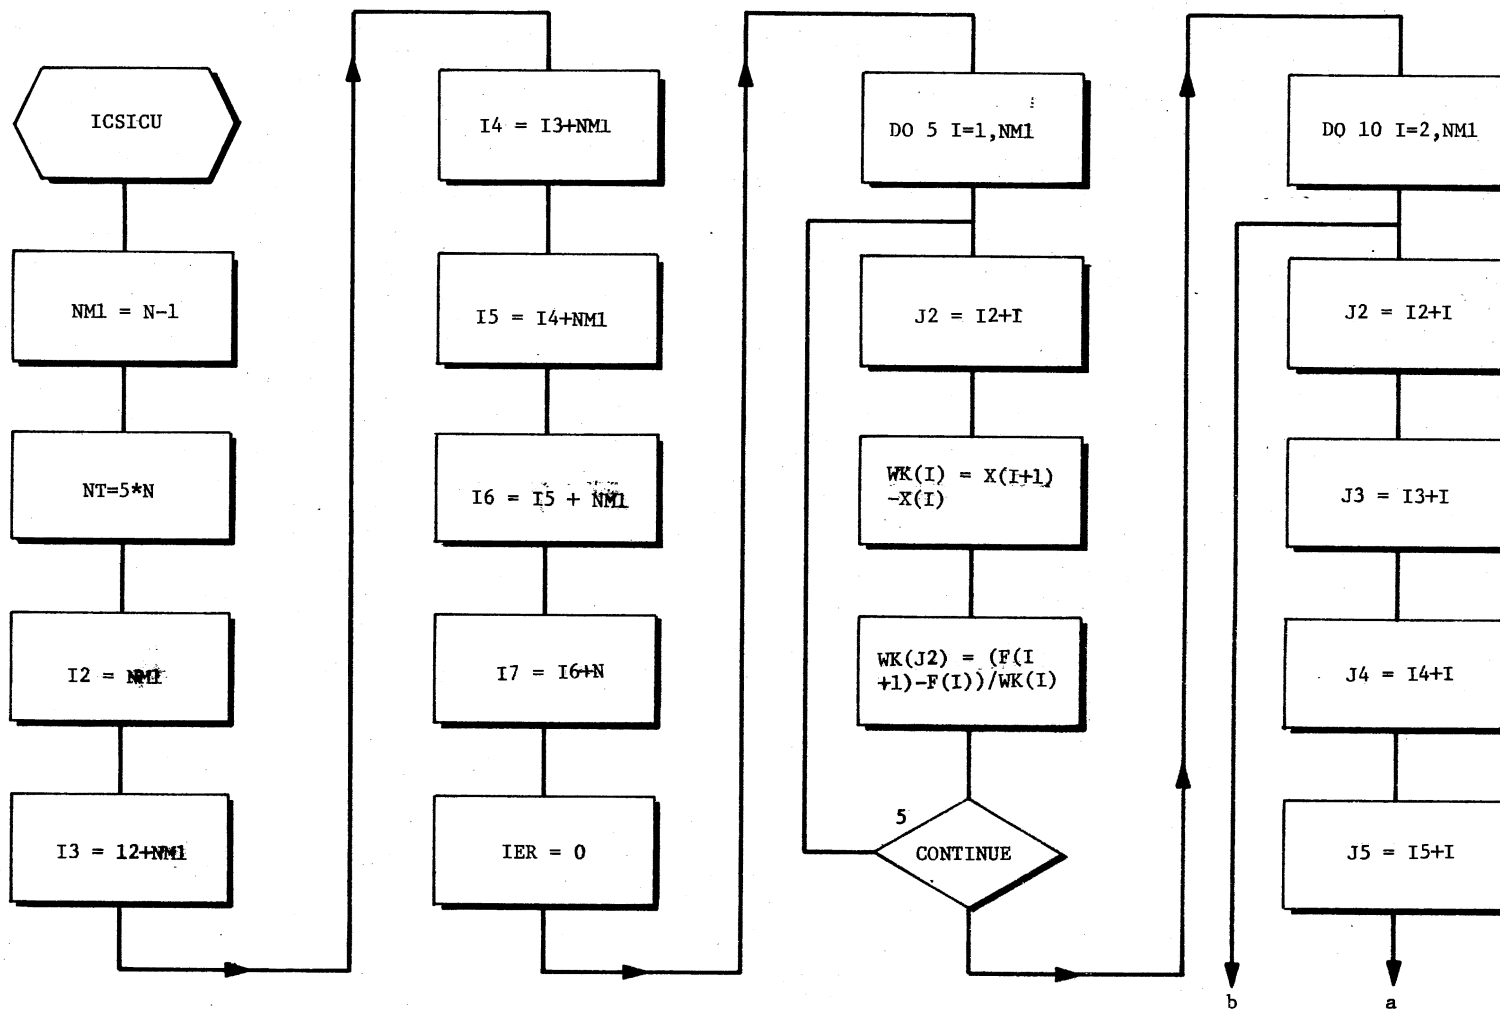 ICSICU
NM1 = N-1
NT=5*N
I2 = NM1
I3 = 12+NM1
I4 = I3+NM1
I5 = I4+NM1
I6 = I5 + NM1
I7 = I6+N
IER = 0
DO 5 I=1,NM1
J2 = I2+I
WK(I) = X(I+1)
-X(I)
WK(J2) = (F(I
+1)-F(I))/WK(I)
5
CONTINUE
DO 10 I=2,NM1
J2 = I2+I
J3 = I3+I
J4 = I4+I
J5 = I5+I
b
a